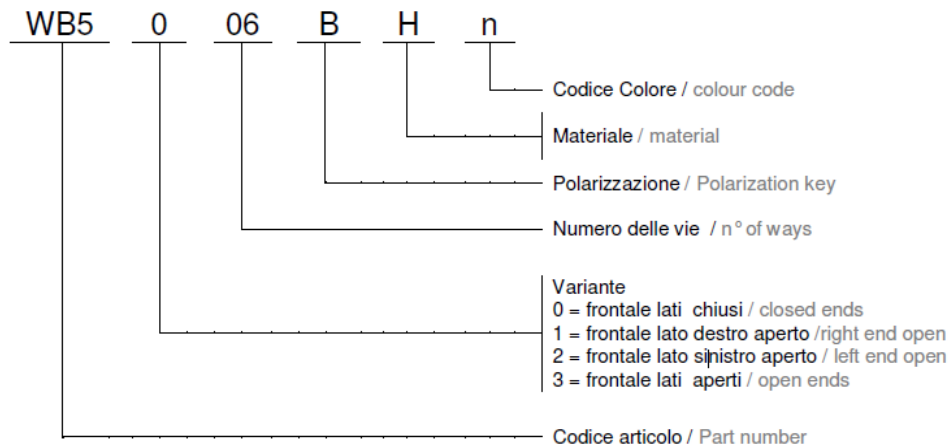 WB5 0 06 B H n
Codice Colore / colour code
Materiale / material
Polarizzazione / Polarization key
Numero delle vie / n° of ways
Variante
0 = frontale lati chiusi / closed ends
1 = frontale lato destro aperto /right end open
2 = frontale lato sinistro aperto / left end open
3 = frontale lati aperti / open ends
Codice articolo / Part number